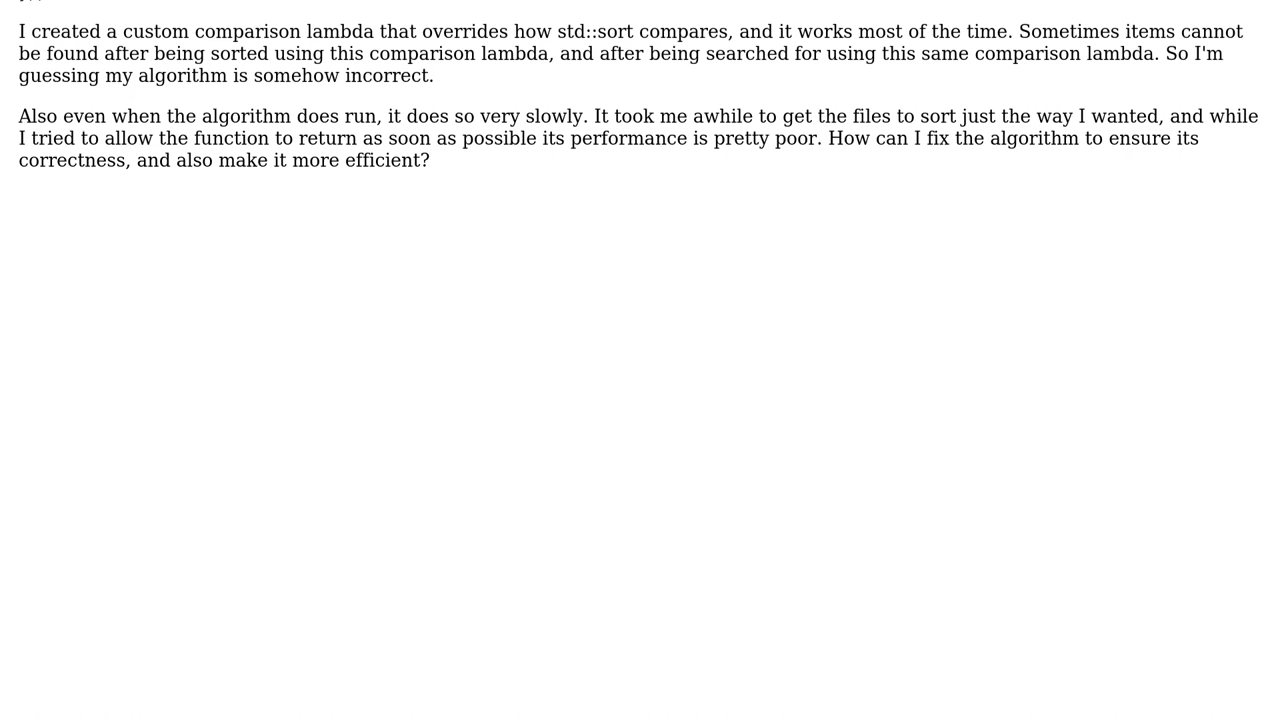 I created a custom comparison lambda that overrides how std::sort compares, and it works most of the time. Sometimes items cannot
be found after being sorted using this comparison lambda, and after being searched for using this same comparison lambda. So I'm
guessing my algorithm is somehow incorrect.
Also even when the algorithm does run, it does so very slowly. It took me awhile to get the files to sort just the way I wanted, and while
I tried to allow the function to return as soon as possible its performance is pretty poor. How can I fix the algorithm to ensure its
correctness, and also make it more efficient?